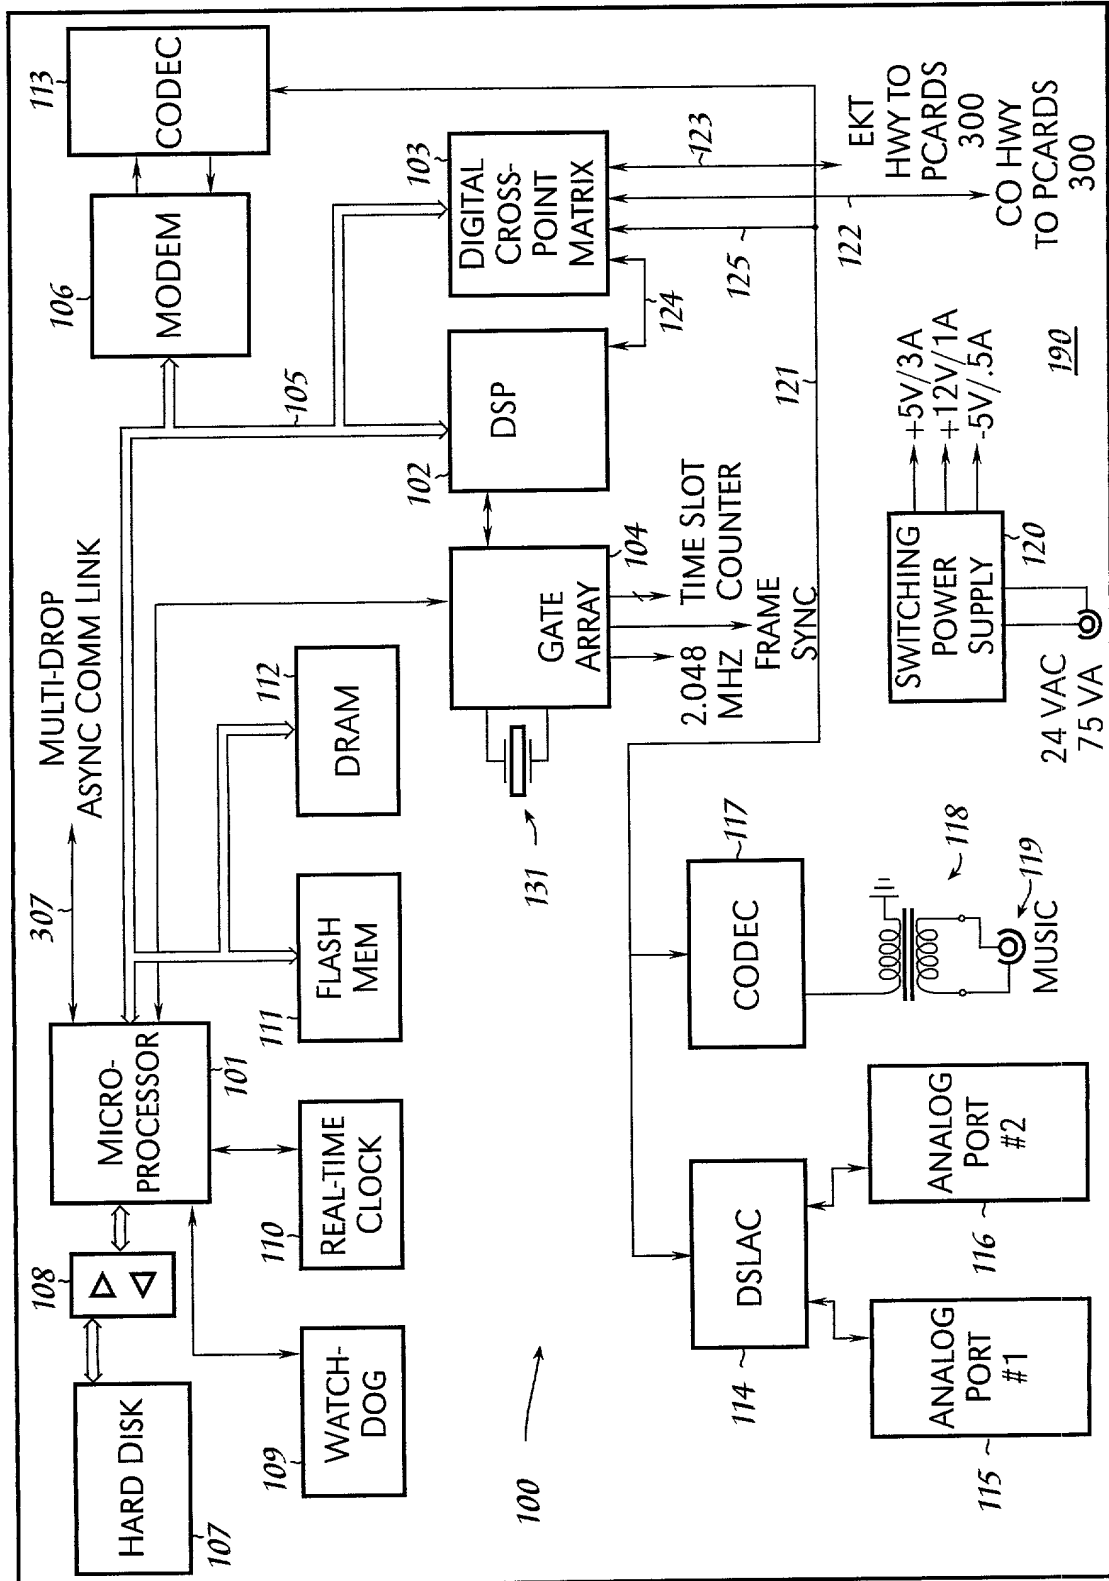 HARD DISK
107
108
MICRO-
PROCESSOR
101
307
MULTI-DROP
ASYNC COMM LINK
106
MODEM
113
CODEC
WATCH-
DOG
109
REAL-TIME
CLOCK
110
FLASH
MEM
111
DRAM
112
105
GATE
ARRAY
104
131
DSP
102
DIGITAL
CROSS-
POINT
MATRIX
103
124
125
122
123
2.048
MHZ
FRAME
SYNC
TIME SLOT
COUNTER
121
EKT
HWY TO
PCARDS
300
CO HWY
TO PCARDS
300
100
DSLAC
114
ANALOG
PORT
#1
115
ANALOG
PORT
#2
116
CODEC
117
118
119
MUSIC
SWITCHING
POWER
SUPPLY
120
24 VAC
75 VA
+5V/3A
+12V/1A
-5V/.5A
190